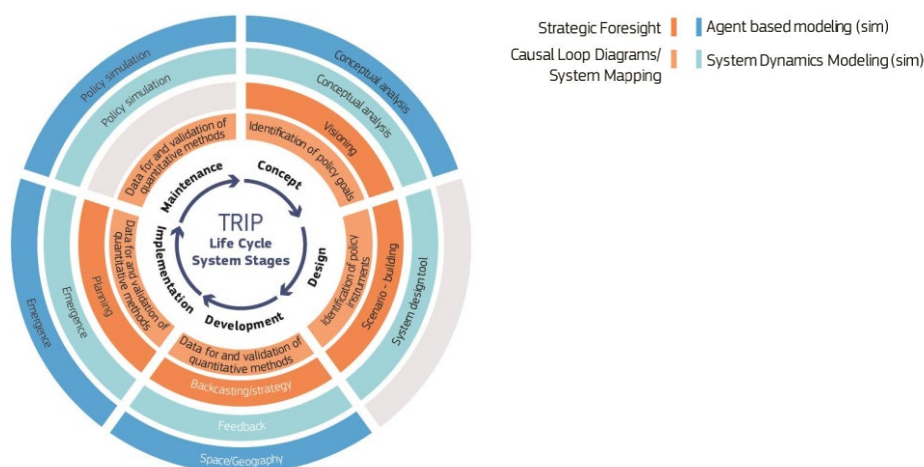 Strategic Foresight
Agent based modeling (sim)
Causal Loop Diagrams/
System Mapping
System Dynamics Modeling (sim)
Policy simulation
Conceptual analysis
Policy simulation
Conceptual analysis
Visioning
Data for and validation of
quantitative methods
Identification of policy goals
Maintenance
Concept
TRIP
Life Cycle
System Stages
Implementation
Design
Development
Data for and validation of
quantitative methods
Planning
Emergence
Emergence
Identification of policy
instruments
Scenario - building
System design tool
Data for and validation of
quantitative methods
Backcasting/strategy
Feedback
Space/Geography